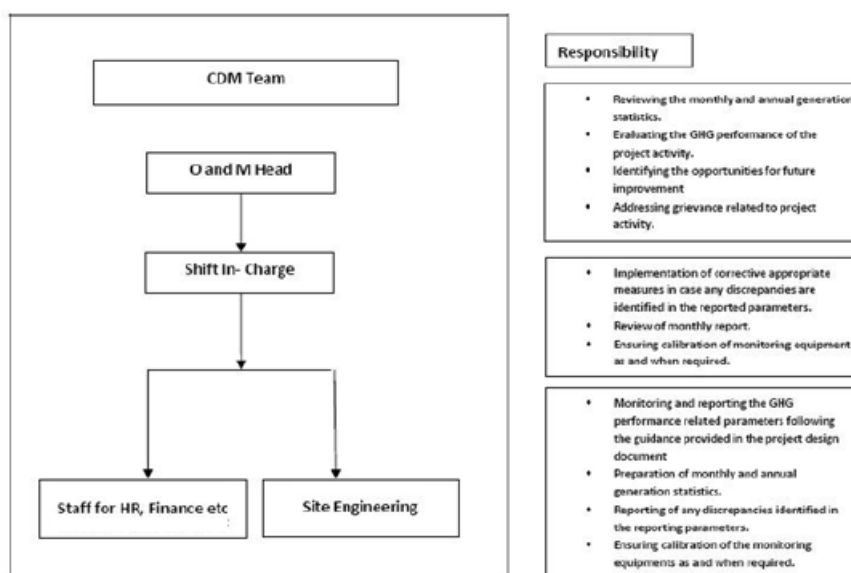 CDM Team
O and M Head
Shift In- Charge
Staff for HR, Finance etc
Site Engineering
Responsibility
• Reviewing the monthly and annual generation
statistics.
• Evaluating the GHG performance of the
project activity.
• Identifying the opportunities for future
improvement
• Addressing grievance related to project
activity.
• Implementation of corrective appropriate
measures in case any discrepancies are
identified in the reported parameters.
• Review of monthly report.
• Ensuring calibration of monitoring equipment
as and when required.
• Monitoring and reporting the GHG
performance related parameters following
the guidance provided in the project design
document
• Preparation of monthly and annual
generation statistics.
• Reporting of any discrepancies identified in
the reporting parameters.
• Ensuring calibration of the monitoring
equipments as and when required.